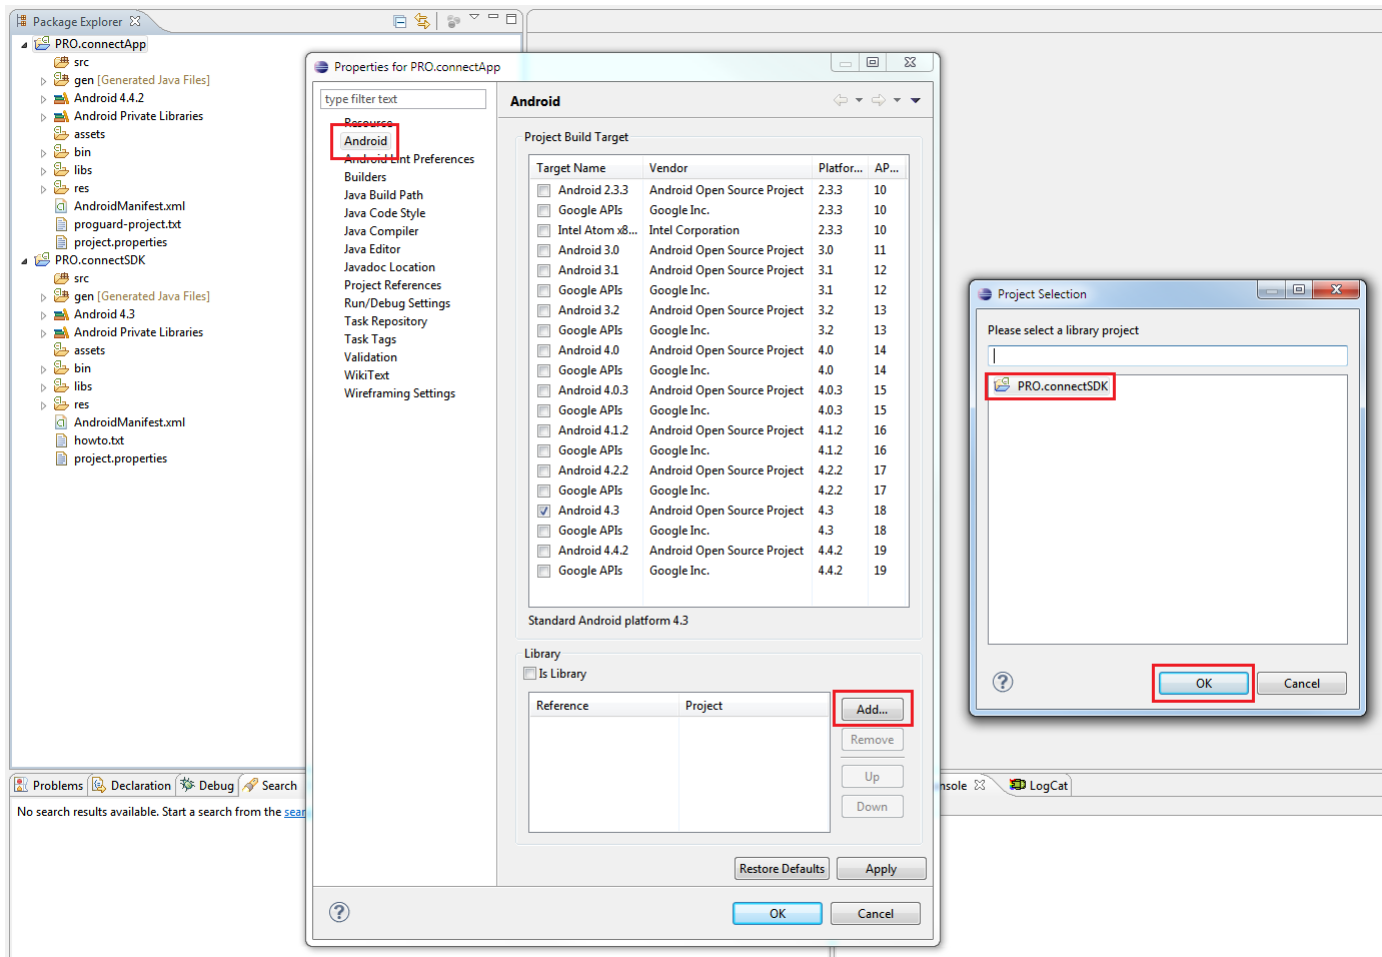 Package Explorer
PRO.connectApp
src
gen [Generated Java Files]
Android 4.4.2
Android Private Libraries
assets
bin
libs
res
AndroidManifest.xml
proguard-project.txt
project.properties
PRO.connectSDK
src
gen [Generated Java Files]
Android 4.3
Android Private Libraries
assets
bin
libs
res
AndroidManifest.xml
howto.txt
project.properties
Properties for PRO.connectApp
type filter text
Resource
Android
Android Lint Preferences
Builders
Java Build Path
Java Code Style
Java Compiler
Java Editor
Javadoc Location
Project References
Run/Debug Settings
Task Repository
Task Tags
Validation
WikiText
Wireframing Settings
Android
Project Build Target
Target Name Vendor Platfor... AP...
Android 2.3.3 Android Open Source Project 2.3.3 10
Google APIs Google Inc. 2.3.3 10
Intel Atom x8... Intel Corporation 2.3.3 10
Android 3.0 Android Open Source Project 3.0 11
Android 3.1 Android Open Source Project 3.1 12
Google APIs Google Inc. 3.1 12
Android 3.2 Android Open Source Project 3.2 13
Google APIs Google Inc. 3.2 13
Android 4.0 Android Open Source Project 4.0 14
Google APIs Google Inc. 4.0 14
Android 4.0.3 Android Open Source Project 4.0.3 15
Google APIs Google Inc. 4.0.3 15
Android 4.1.2 Android Open Source Project 4.1.2 16
Google APIs Google Inc. 4.1.2 16
Android 4.2.2 Android Open Source Project 4.2.2 17
Google APIs Google Inc. 4.2.2 17
Android 4.3 Android Open Source Project 4.3 18
Google APIs Google Inc. 4.3 18
Android 4.4.2 Android Open Source Project 4.4.2 19
Google APIs Google Inc. 4.4.2 19
Standard Android platform 4.3
Library
Is Library
Reference Project
Add...
Remove
Up
Down
Restore Defaults Apply
OK Cancel
Project Selection
Please select a library project
PRO.connectSDK
OK Cancel
Problems Declaration Debug Search
No search results available. Start a search from the sear
nsole LogCat